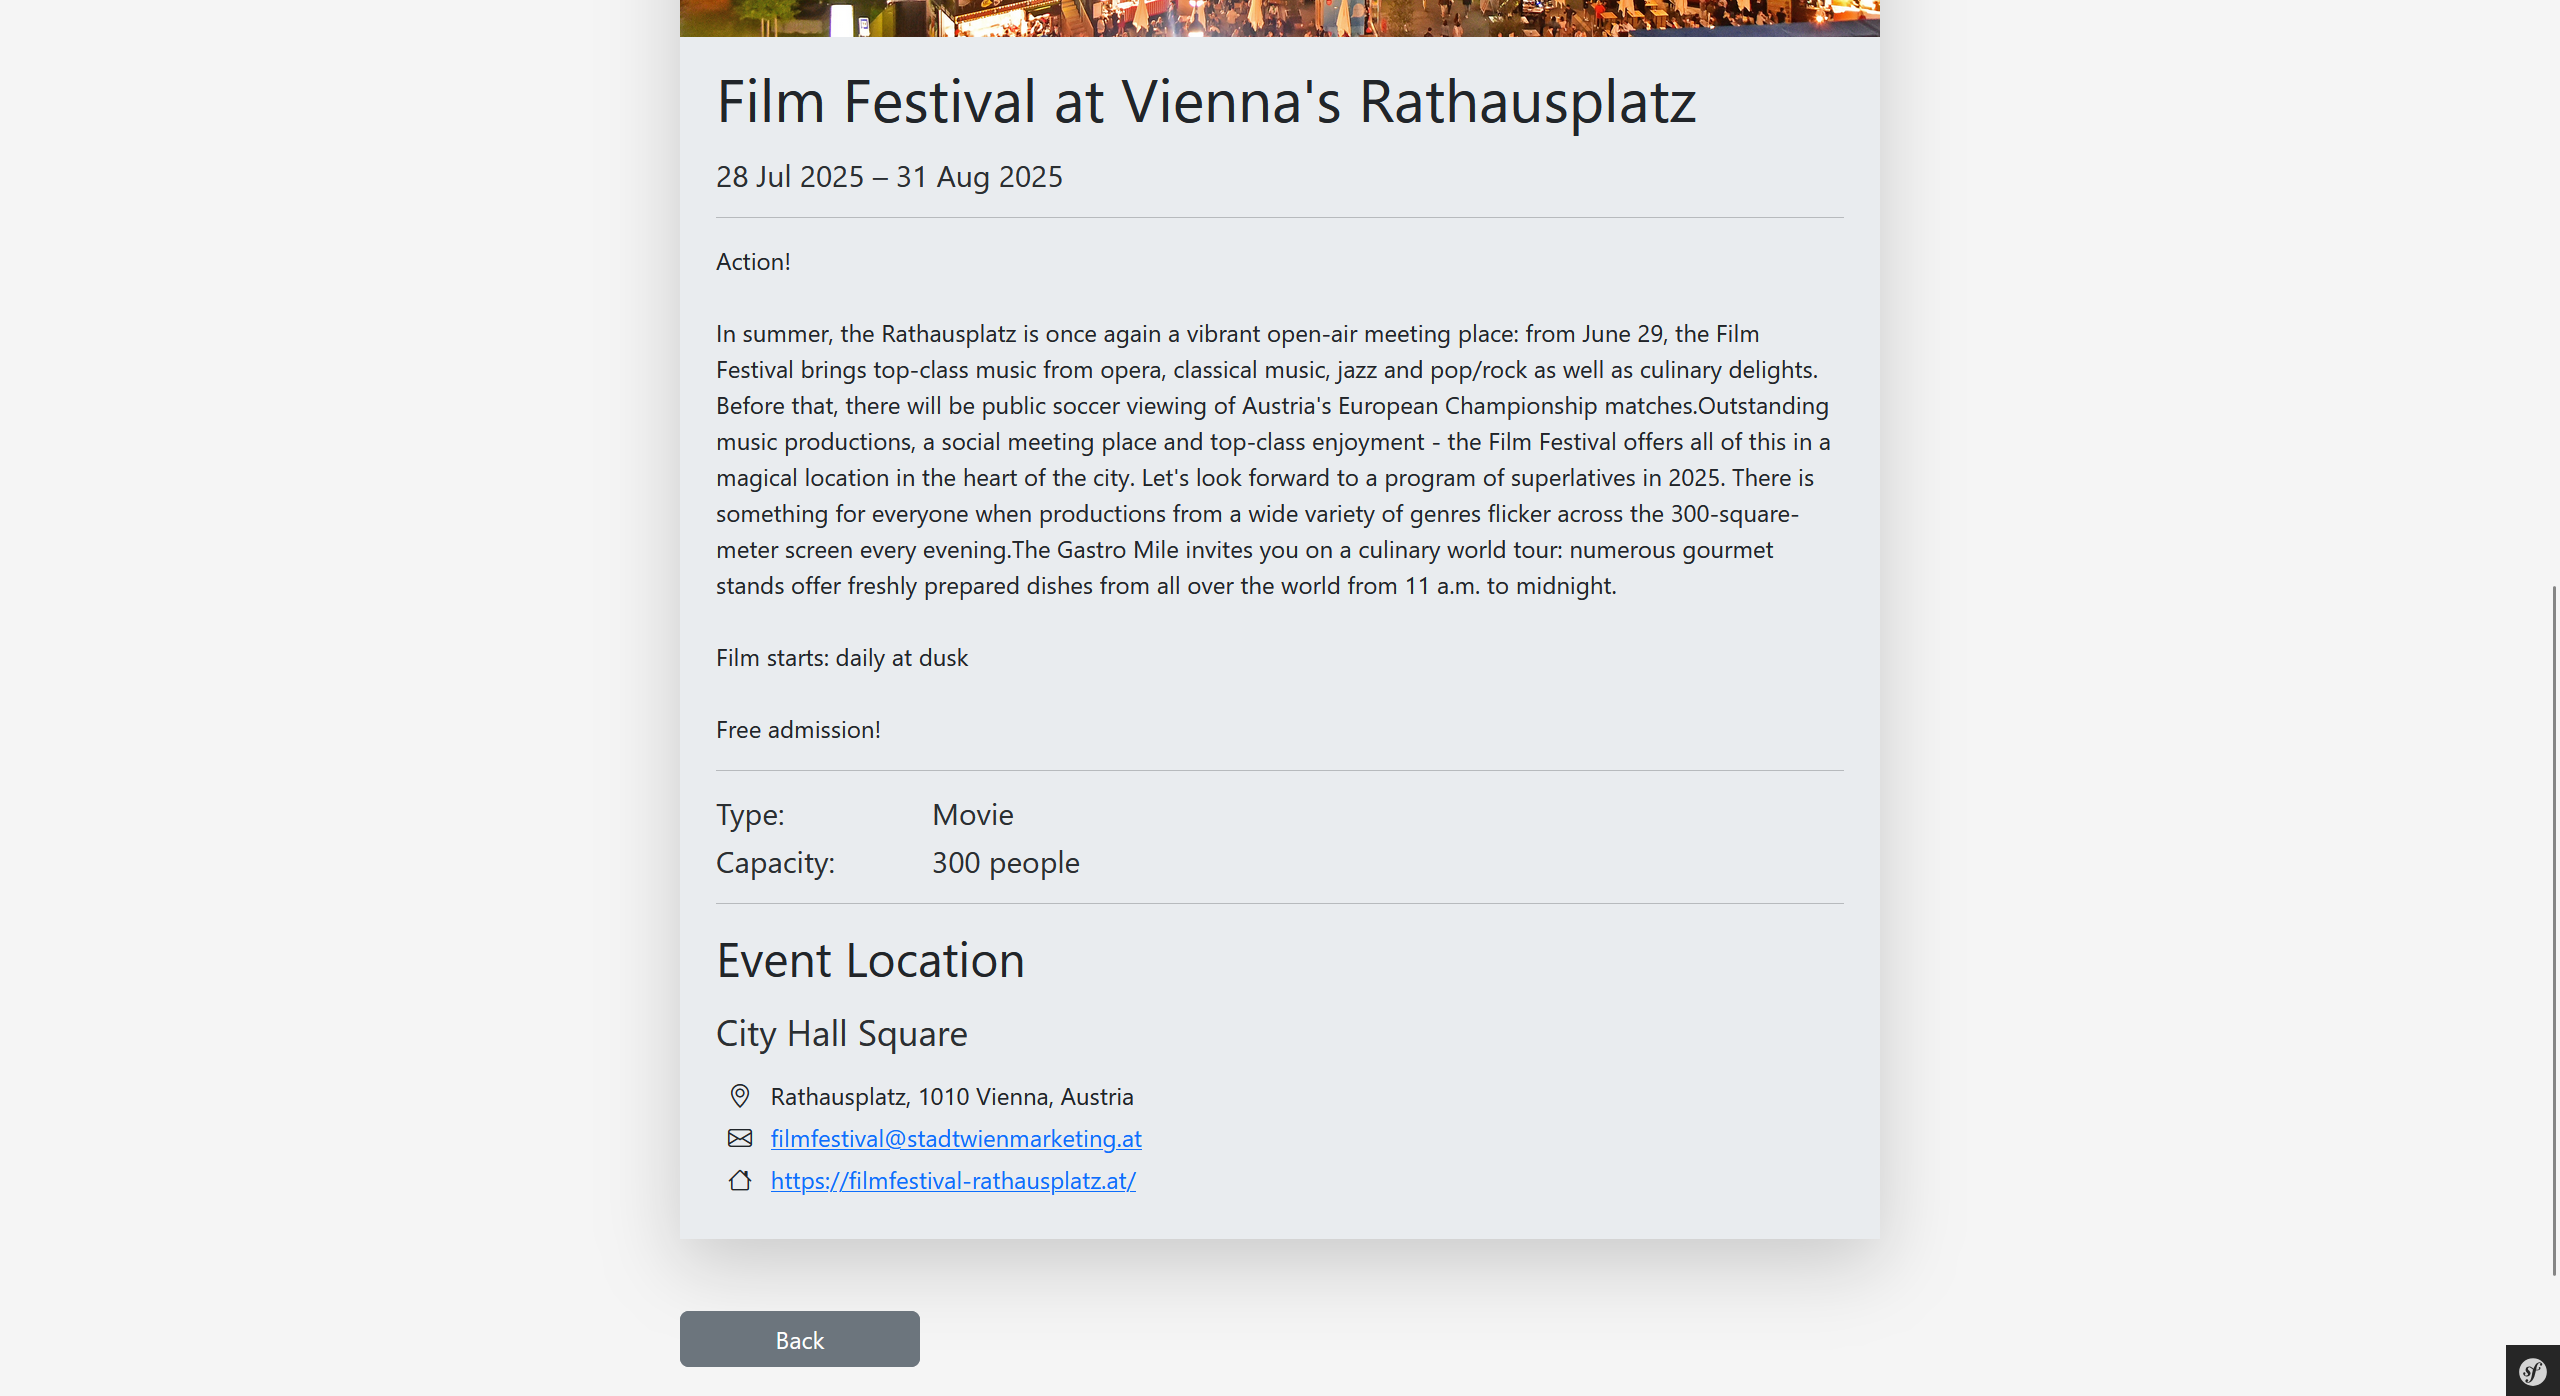 Film Festival at Vienna's Rathausplatz
28 Jul 2025 – 31 Aug 2025
Action!
In summer, the Rathausplatz is once again a vibrant open-air meeting place: from June 29, the Film
Festival brings top-class music from opera, classical music, jazz and pop/rock as well as culinary delights.
Before that, there will be public soccer viewing of Austria's European Championship matches.Outstanding
music productions, a social meeting place and top-class enjoyment - the Film Festival offers all of this in a
magical location in the heart of the city. Let's look forward to a program of superlatives in 2025. There is
something for everyone when productions from a wide variety of genres flicker across the 300-square-
meter screen every evening.The Gastro Mile invites you on a culinary world tour: numerous gourmet
stands offer freshly prepared dishes from all over the world from 11 a.m. to midnight.
Film starts: daily at dusk
Free admission!
Type: Movie
Capacity: 300 people
Event Location
City Hall Square
Rathausplatz, 1010 Vienna, Austria
filmfestival@stadtwienmarketing.at
https://filmfestival-rathausplatz.at/
Back
sf